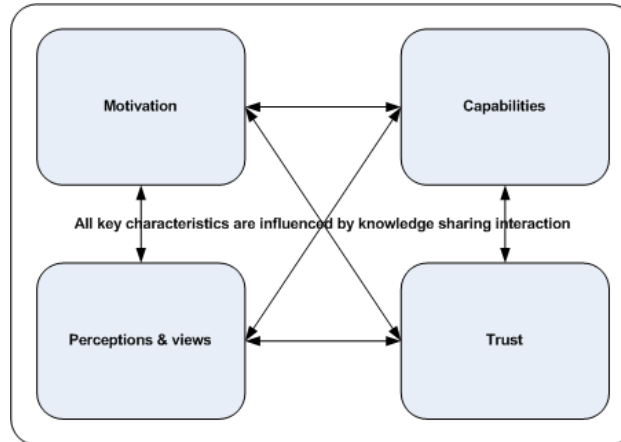 Motivation
Capabilities
All key characteristics are influenced by knowledge sharing interaction
Perceptions & views
Trust